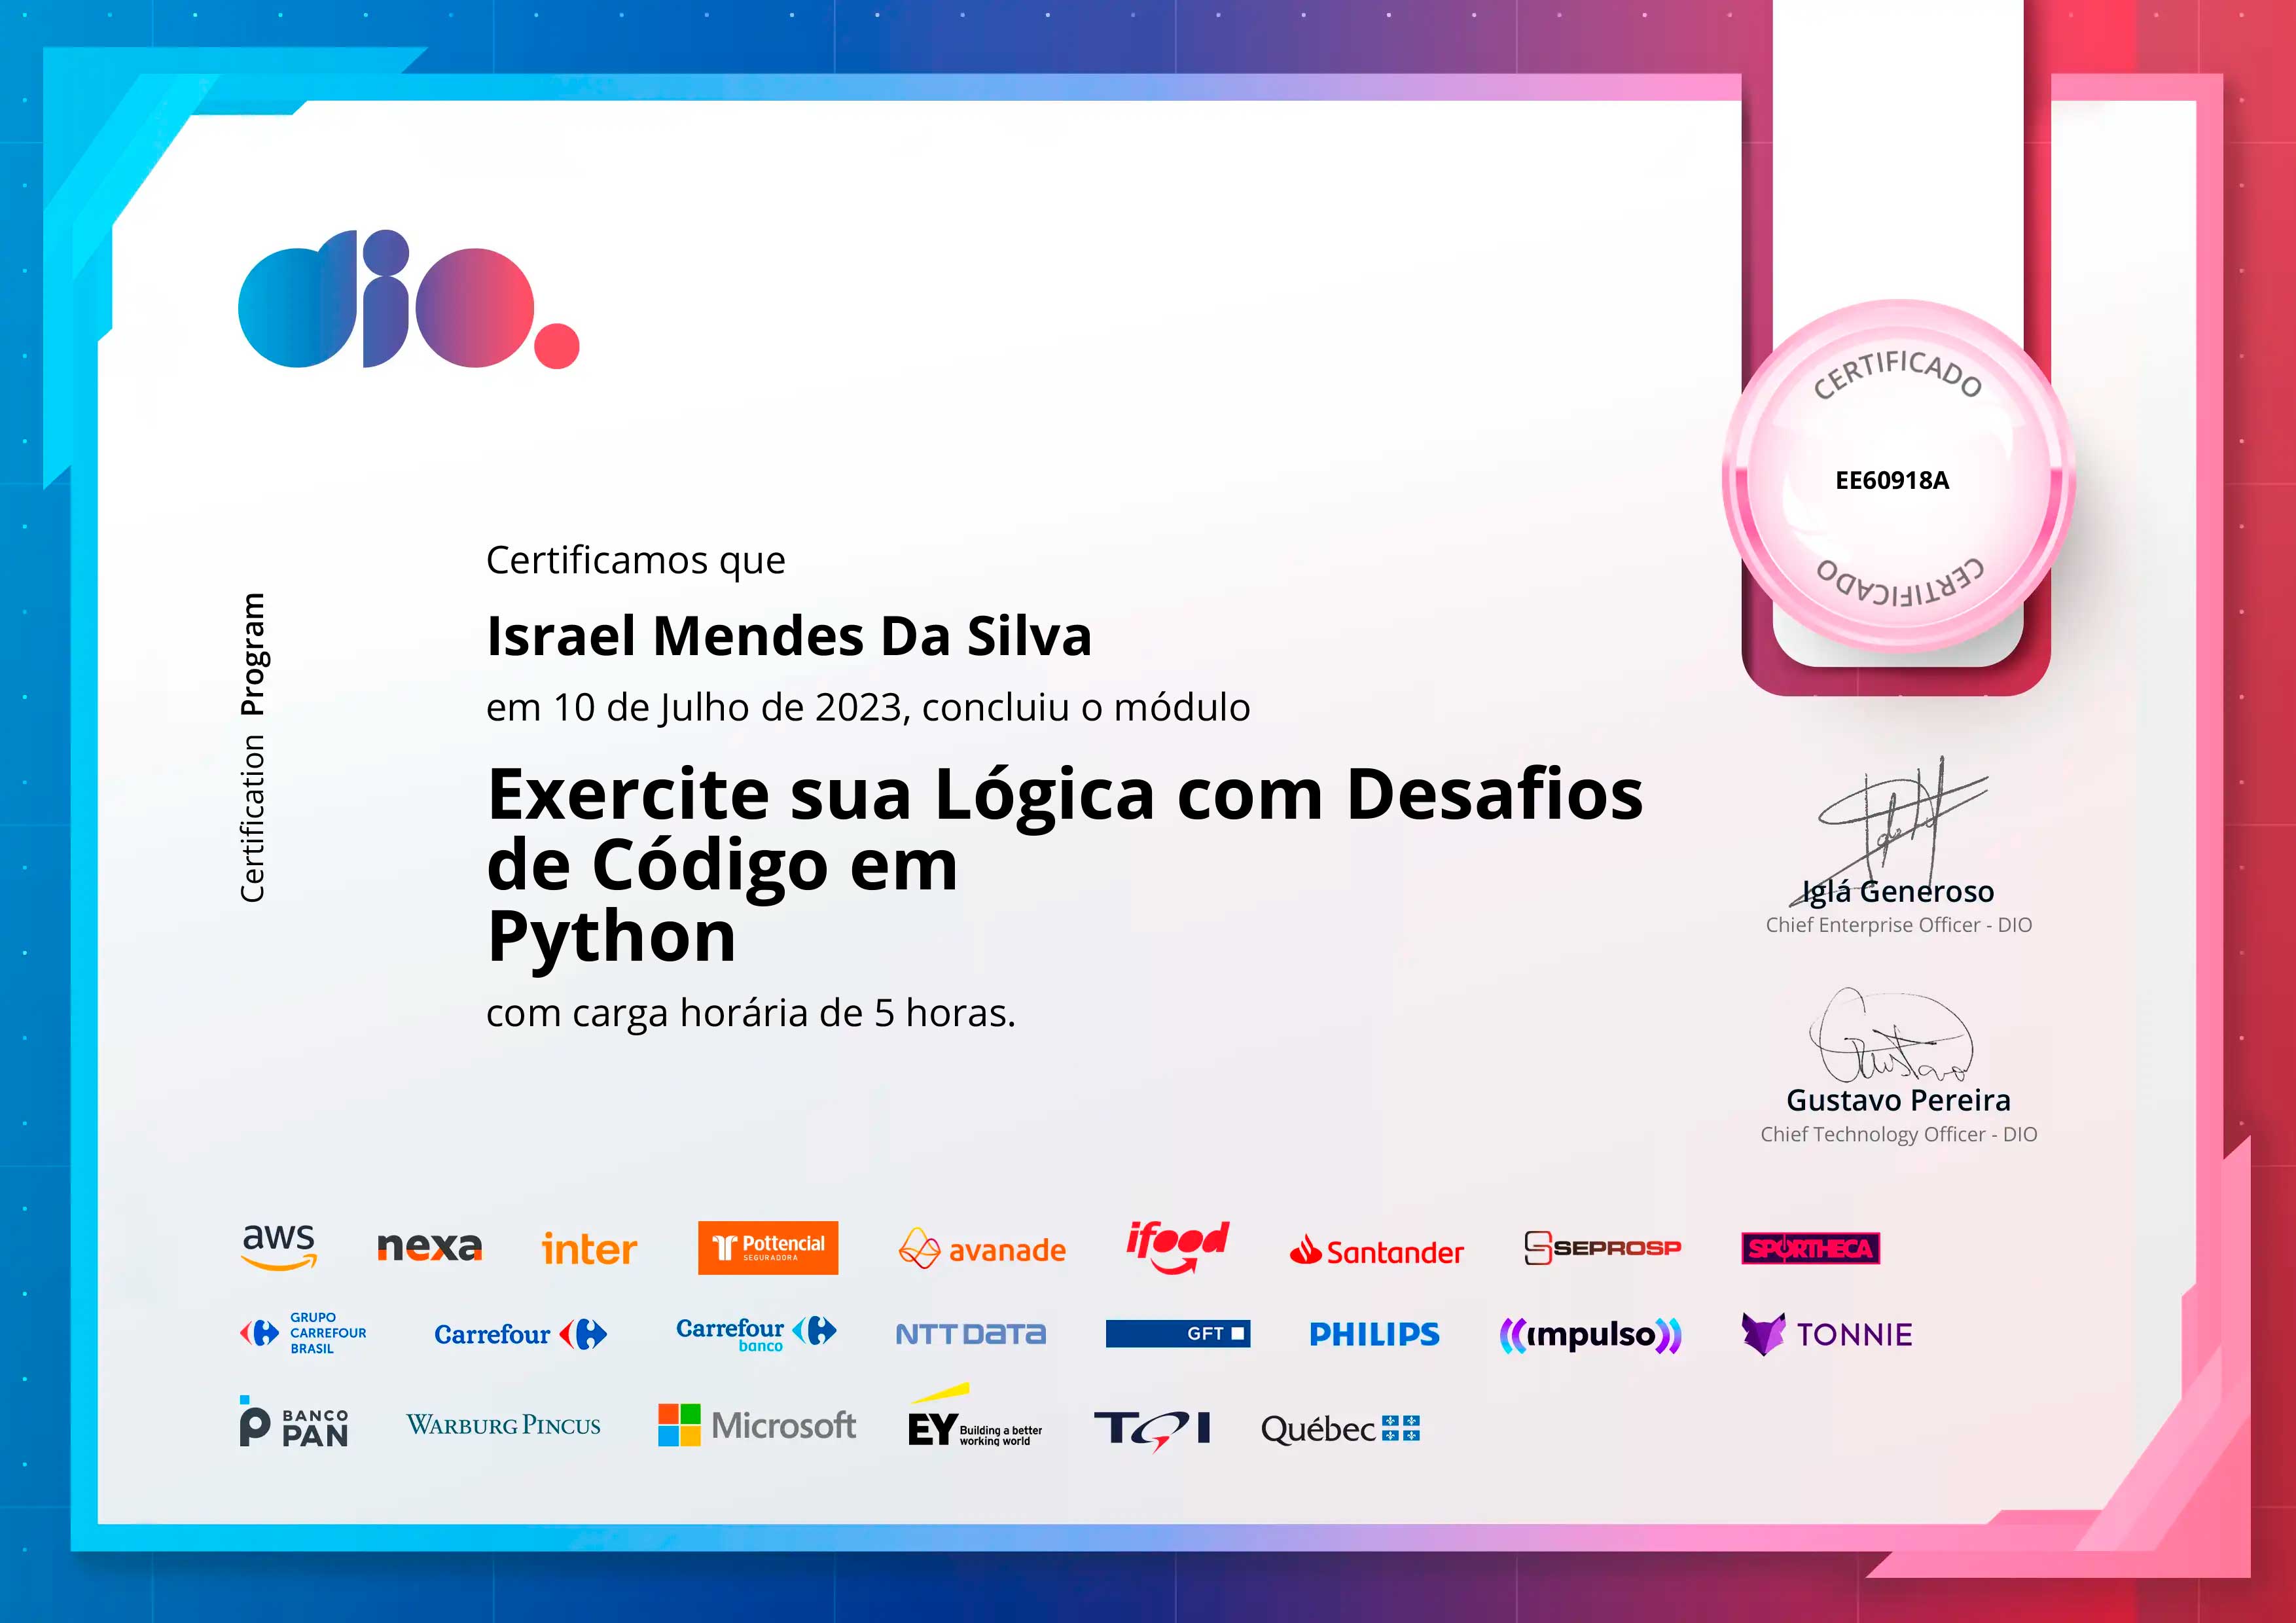 dio.
CERTIFICADO
EE60918A
CERTIFICADO
Certification Program
Certificamos que
Israel Mendes Da Silva
em 10 de Julho de 2023, concluiu o módulo
Exercite sua Lógica com Desafios
de Código em
Python
com carga horária de 5 horas.
Iglá Generoso
Chief Enterprise Officer - DIO
Gustavo
Gustavo Pereira
Chief Technology Officer - DIO
aws nexa inter Pottencial SEGURADORA avanade ifood Santander SEPROSP SPORTHECA
GRUPO CARREFOUR BRASIL Carrefour Carrefour banco NTT DATA GFT PHILIPS impulso TONNIE
BANCO PAN WARBURG PINCUS Microsoft EY Building a better working world TQI Québec